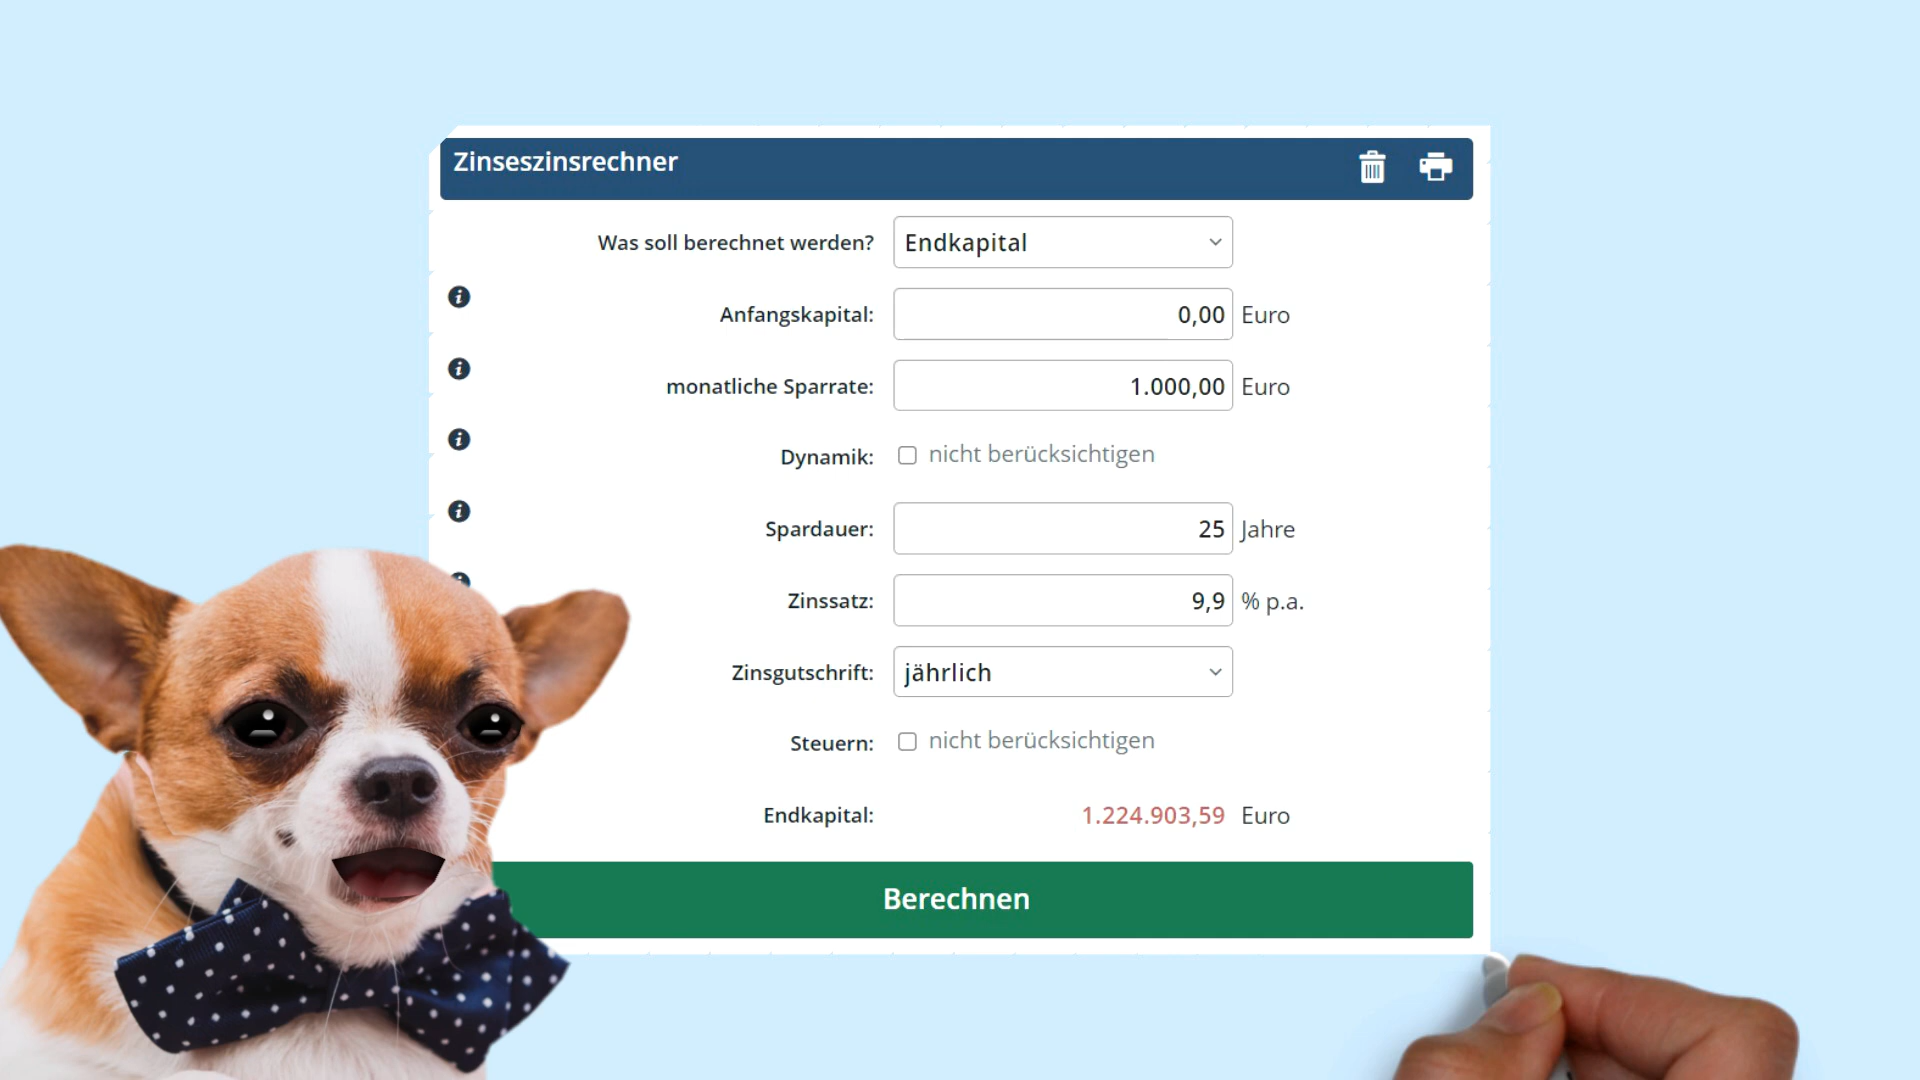 Zinseszinsrechner
Was soll berechnet werden? Endkapital
Anfangskapital: 0,00 Euro
monatliche Sparrate: 1.000,00 Euro
Dynamik: nicht berücksichtigen
Spardauer: 25 Jahre
Zinssatz: 9,9 % p.a.
Zinsgutschrift: jährlich
Steuern: nicht berücksichtigen
Endkapital: 1.224.903,59 Euro
Berechnen